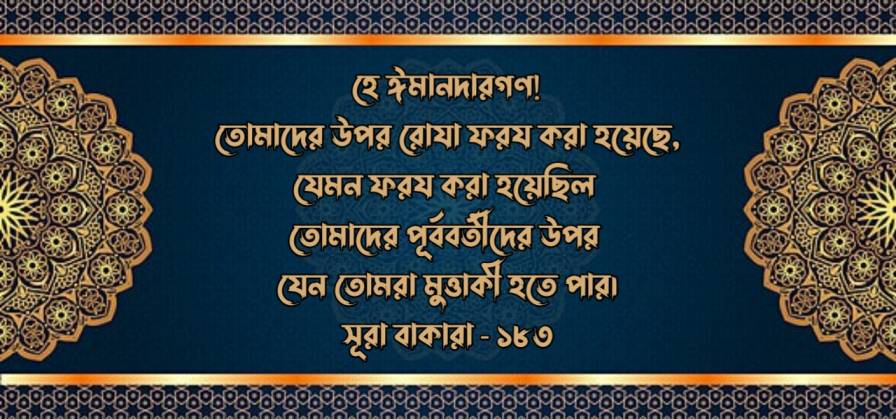 হে ঈমানদারগণ!
তোমাদের উপর রোযা ফরয করা হয়েছে,
যেমন ফরয করা হয়েছিল
তোমাদের পূর্ববর্তীদের উপর
যেন তোমরা মুত্তাকী হতে পার।
সূরা বাকারা - ১৮৩